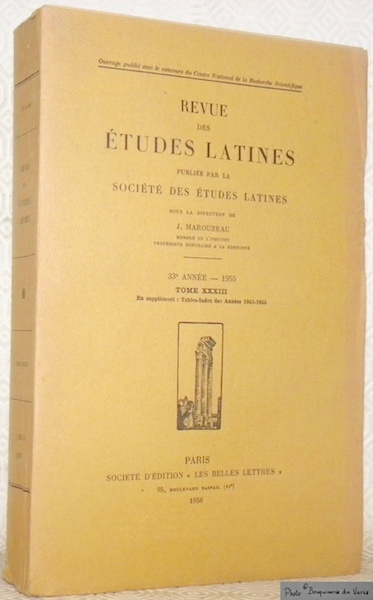 Ouvrage publié avec le concours du Centre National de la Recherche Scientifique
REVUE
DES
ÉTUDES LATINES
PUBLIÉE PAR LA
SOCIÉTÉ DES ÉTUDES LATINES
SOUS LA DIRECTION DE
J. MAROUZEAU
MEMBRE DE L'INSTITUT
PROFESSEUR HONORAIRE A LA SORBONNE
33e ANNÉE — 1955
TOME XXXIII
En supplément : Tables-Index des Années
PARIS
SOCIÉTÉ D'ÉDITION « LES BELLES LETTRES »
95, BOULEVARD RASPAIL (VIe)
1956
Photo © Bouquinerie du Varis